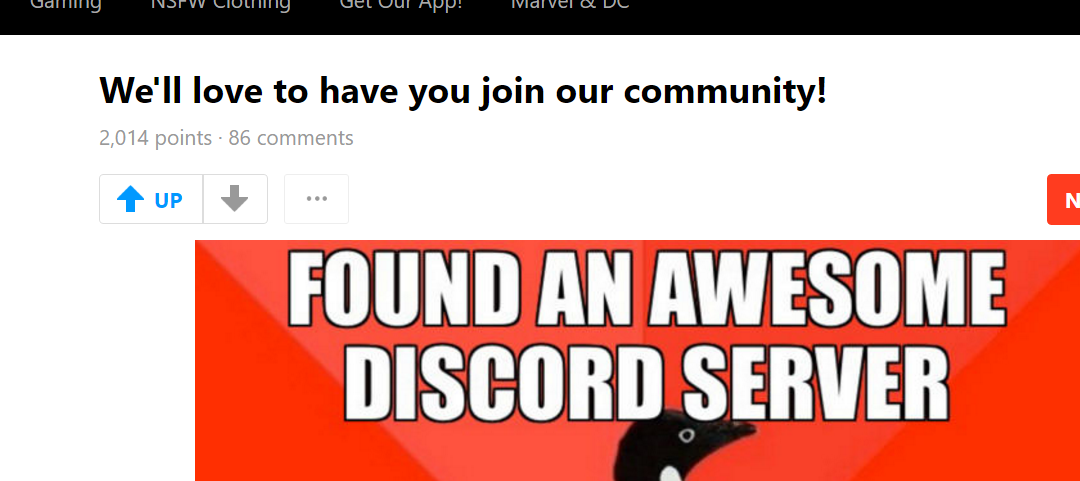 Gaming NSFW Clothing Get Our App! Marvel & DC
We'll love to have you join our community!
2,014 points · 86 comments
UP
N
FOUND AN AWESOME
DISCORD SERVER